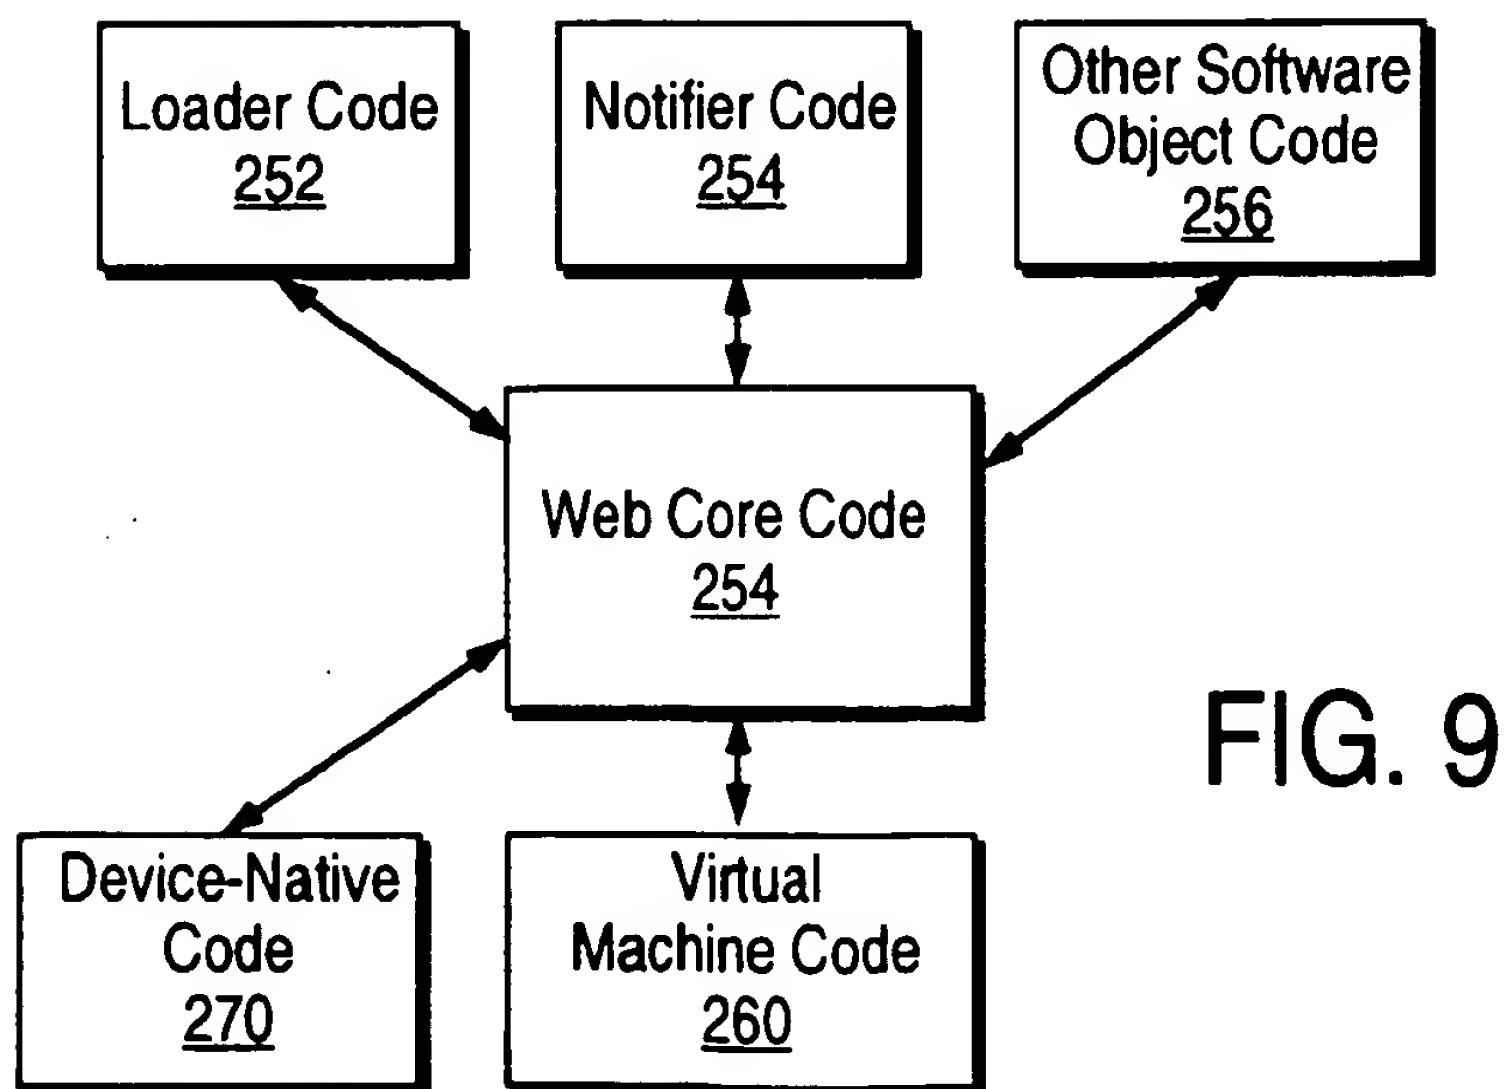 Loader Code
252
Notifier Code
254
Other Software
Object Code
256
Web Core Code
254
FIG. 9
Device-Native
Code
270
Virtual
Machine Code
260